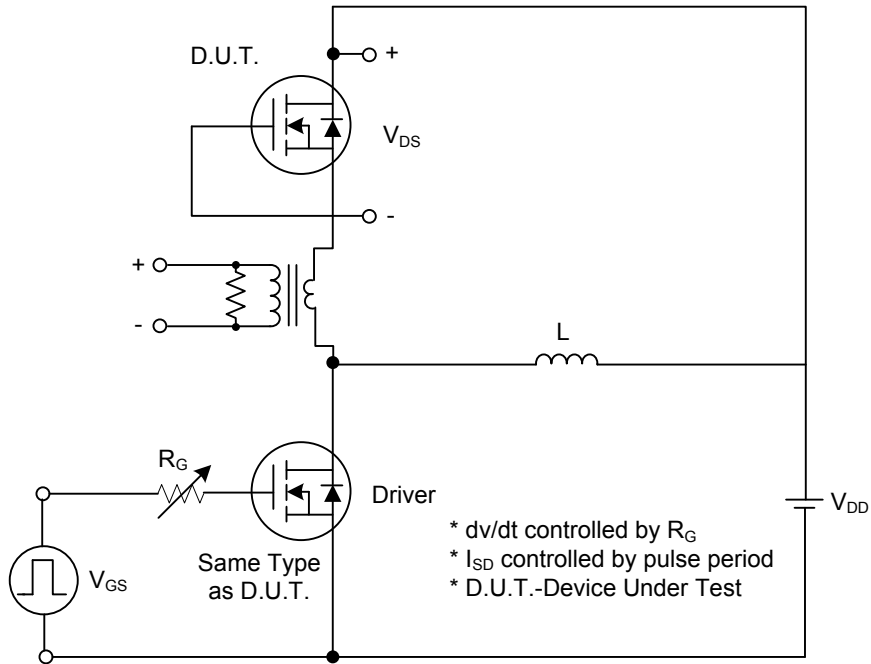 D.U.T.
+
VDS
-
+
-
L
RG
Driver
VDD
VGS
Same Type
as D.U.T.
* dv/dt controlled by RG
* ISD controlled by pulse period
* D.U.T.-Device Under Test